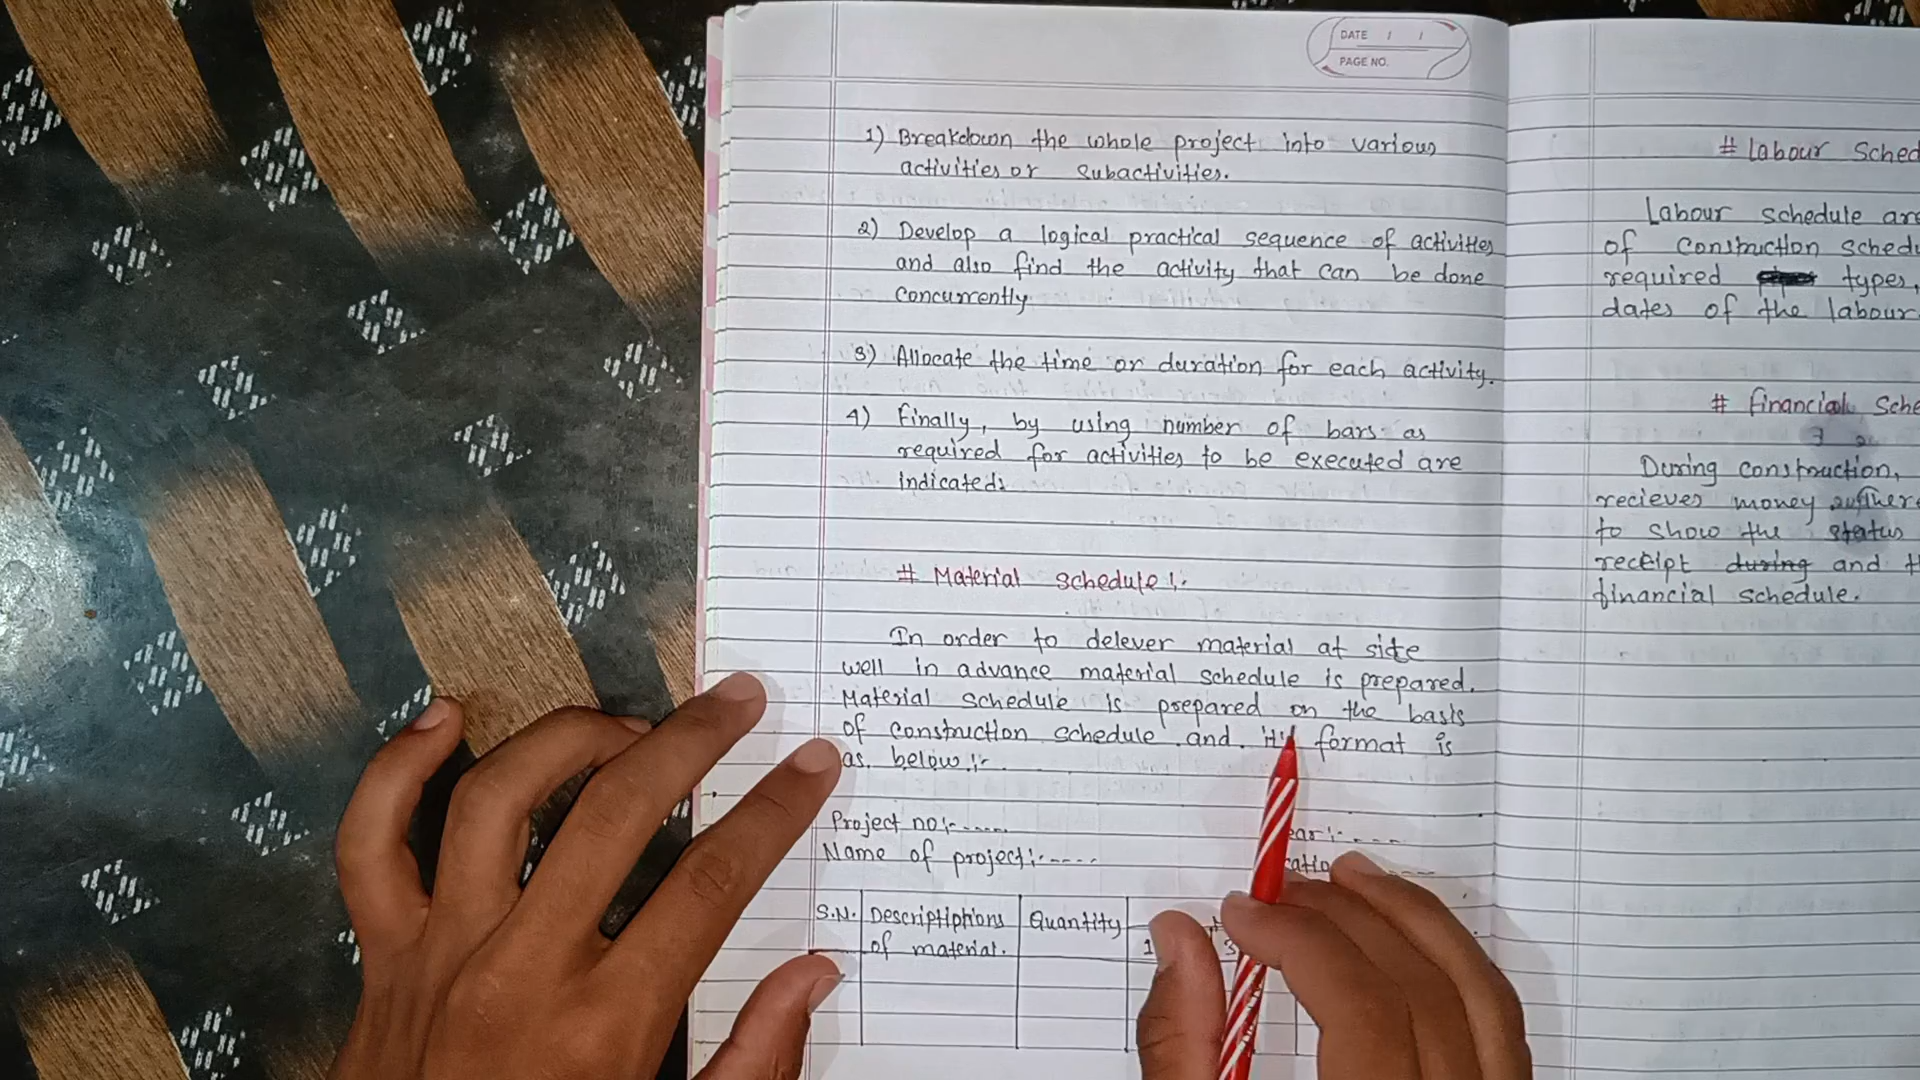 DATE / /
PAGE NO.
1) Breakdown the whole project into various
activities or subactivities.
2) Develop a logical practical sequence of activities
and also find the activity that can be done
concurrently
3) Allocate the time or duration for each activity.
4) Finally, by using number of bars as
required for activities to be executed are
indicated.
# Material schedule :-
In order to delever material at site
well in advance material schedule is prepared.
Material schedule is prepared on the basis
of construction schedule and format is
as below :-
Project no :- .....
Name of project :- ....
S.N. Descriptiphions Quantity
of material. 1 3
# Labour Sched
Labour schedule are
of construction schedu
required types,
dates of the labour
# financial Sche
During construction,
recieves money
to show the status
receipt during and t
financial schedule.